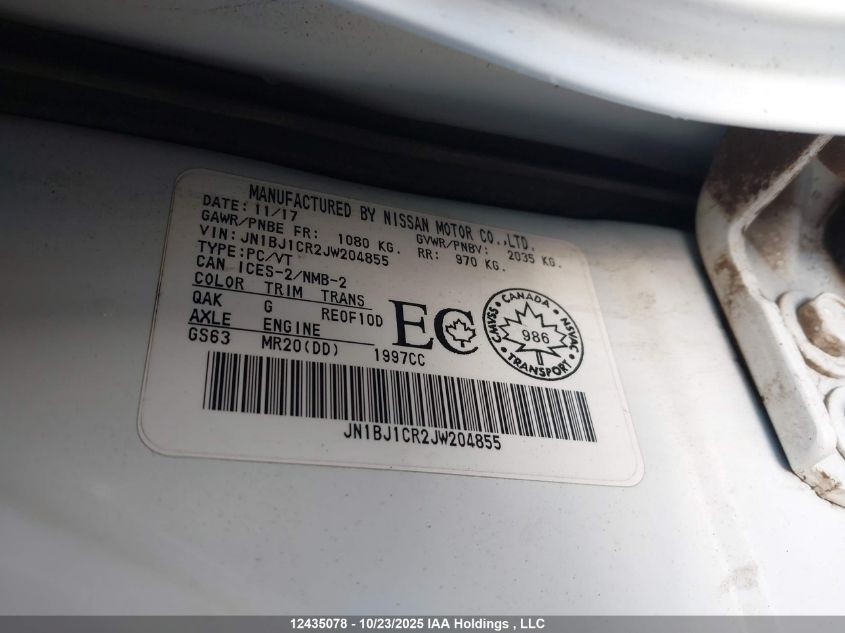 MANUFACTURED BY NISSAN MOTOR CO.,LTD.
DATE: 11/17 GVWR/PNBV: 2035 KG.
GAWR/PNBE FR: 1080 KG. RR: 970 KG.
VIN: JN1BJ1CR2JW204855
TYPE: PC/VT
CAN ICES-2/NMB-2
COLOR TRIM TRANS
QAK G RE0F10D
AXLE ENGINE
GS63 MR20(DD) 1997CC
EC
CANADA
CMVSS NSVAC
986
TRANSPORT
JN1BJ1CR2JW204855
12435078 - 10/23/2025 IAA Holdings , LLC